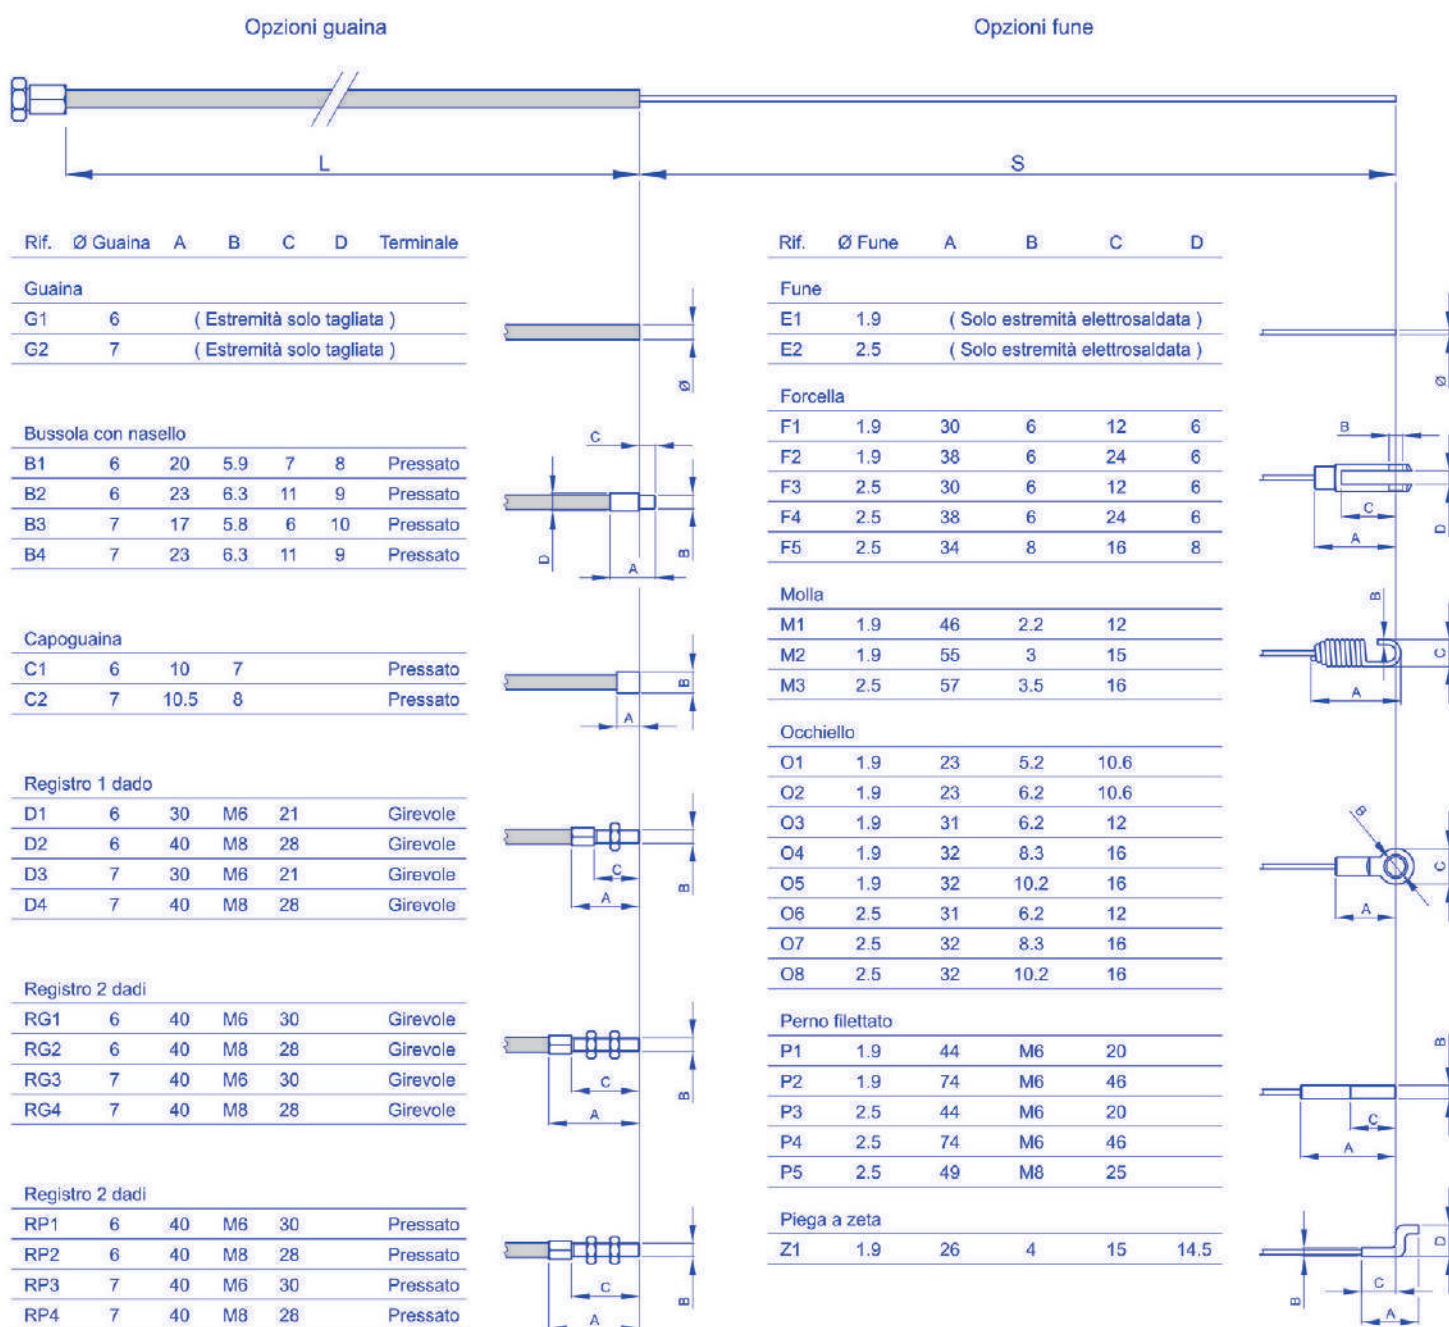 Opzioni guaina
Opzioni fune
L
S
Rif. Ø Guaina A B C D Terminale
Guaina
G1 6 ( Estremità solo tagliata )
G2 7 ( Estremità solo tagliata )
Ø
Bussola con nasello
B1 6 20 5.9 7 8 Pressato
B2 6 23 6.3 11 9 Pressato
B3 7 17 5.8 6 10 Pressato
B4 7 23 6.3 11 9 Pressato
C
D
A
B
Capoguaina
C1 6 10 7 Pressato
C2 7 10.5 8 Pressato
B
A
Registro 1 dado
D1 6 30 M6 21 Girevole
D2 6 40 M8 28 Girevole
D3 7 30 M6 21 Girevole
D4 7 40 M8 28 Girevole
C
A
B
Registro 2 dadi
RG1 6 40 M6 30 Girevole
RG2 6 40 M8 28 Girevole
RG3 7 40 M6 30 Girevole
RG4 7 40 M8 28 Girevole
C
A
B
Registro 2 dadi
RP1 6 40 M6 30 Pressato
RP2 6 40 M8 28 Pressato
RP3 7 40 M6 30 Pressato
RP4 7 40 M8 28 Pressato
C
A
B
Rif. Ø Fune A B C D
Fune
E1 1.9 ( Solo estremità elettrosaldata )
E2 2.5 ( Solo estremità elettrosaldata )
Ø
Forcella
F1 1.9 30 6 12 6
F2 1.9 38 6 24 6
F3 2.5 30 6 12 6
F4 2.5 38 6 24 6
F5 2.5 34 8 16 8
B
C
A
D
Molla
M1 1.9 46 2.2 12
M2 1.9 55 3 15
M3 2.5 57 3.5 16
B
C
A
Occhiello
O1 1.9 23 5.2 10.6
O2 1.9 23 6.2 10.6
O3 1.9 31 6.2 12
O4 1.9 32 8.3 16
O5 1.9 32 10.2 16
O6 2.5 31 6.2 12
O7 2.5 32 8.3 16
O8 2.5 32 10.2 16
B
C
A
Perno filettato
P1 1.9 44 M6 20
P2 1.9 74 M6 46
P3 2.5 44 M6 20
P4 2.5 74 M6 46
P5 2.5 49 M8 25
B
C
A
Piega a zeta
Z1 1.9 26 4 15 14.5
D
C
B
A